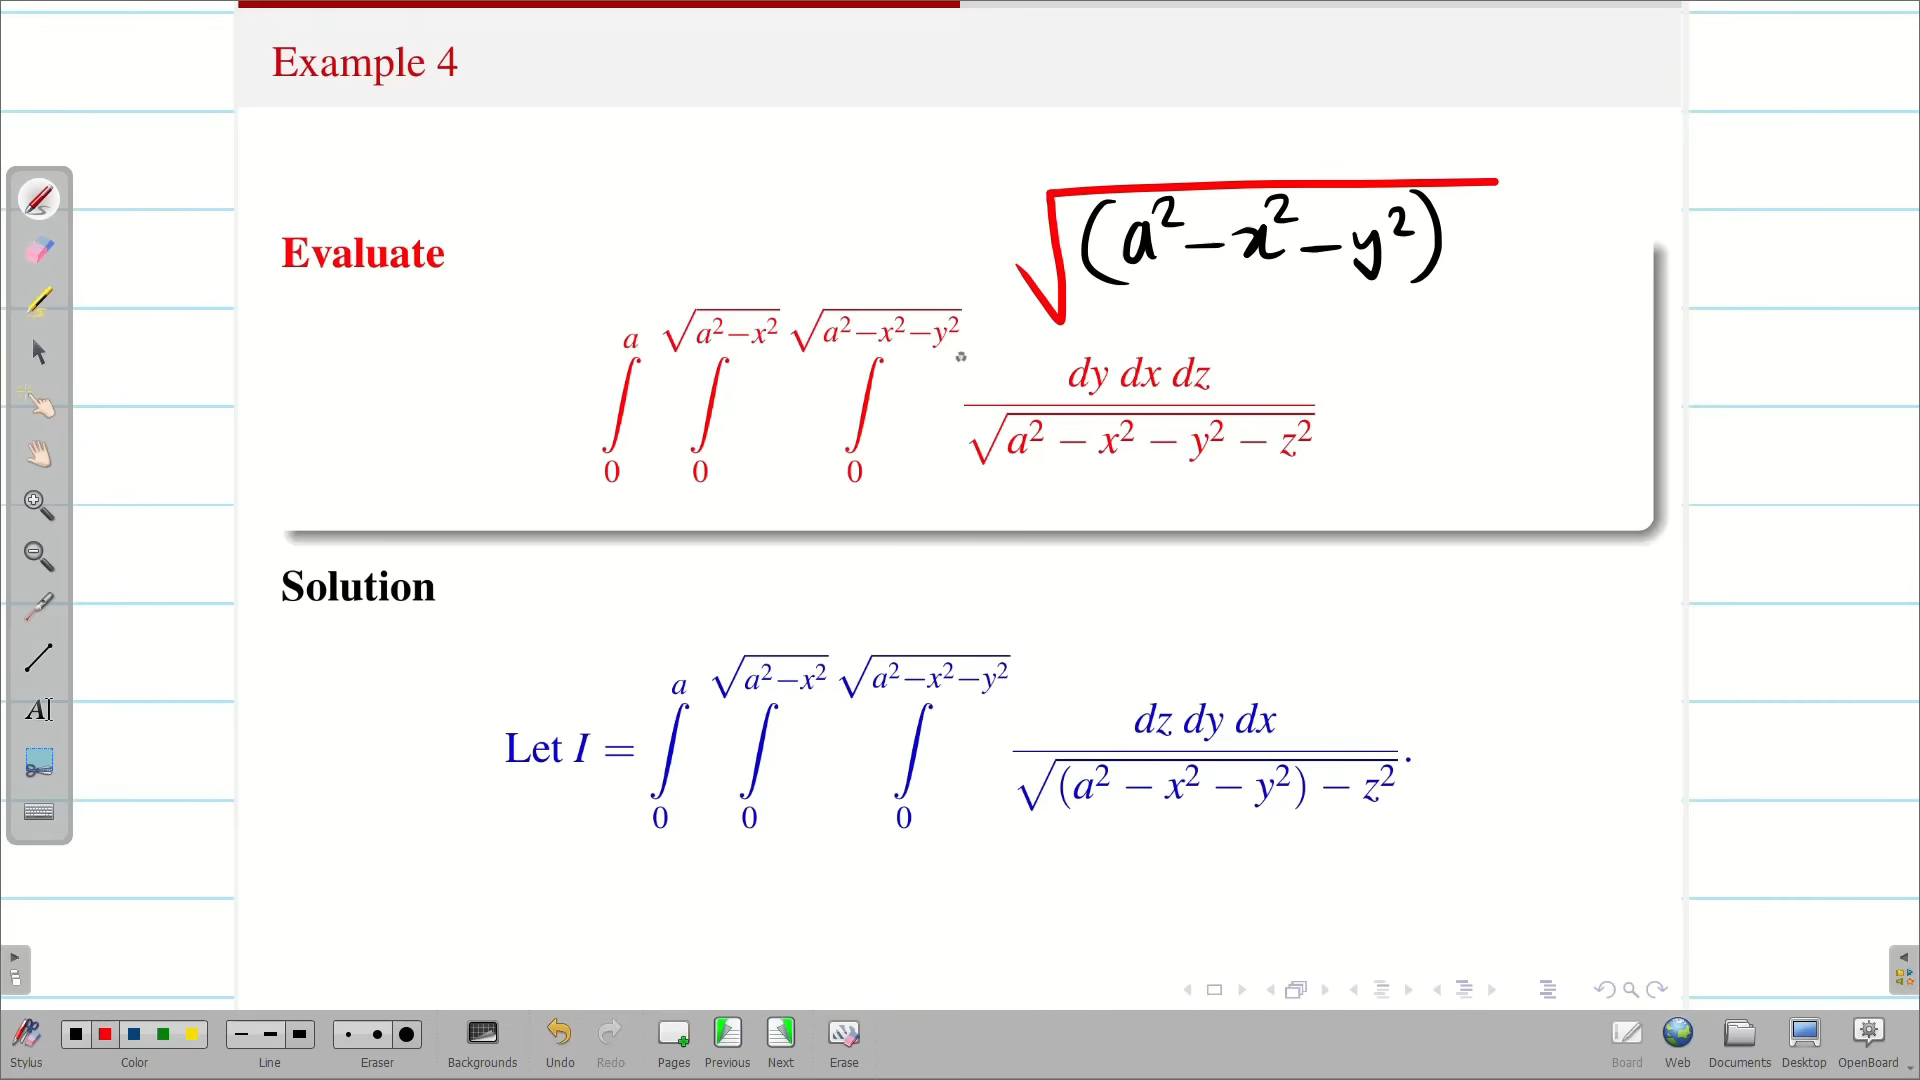 Example 4
√(a² − x² − y²)
Evaluate
∫₀^a ∫₀^√(a²−x²) ∫₀^√(a²−x²−y²) dy dx dz / √(a² − x² − y² − z²)
Solution
Let I = ∫₀^a ∫₀^√(a²−x²) ∫₀^√(a²−x²−y²) dz dy dx / √((a² − x² − y²) − z²) .
Stylus Color Line Eraser Backgrounds Undo Redo Pages Previous Next Erase Board Web Documents Desktop OpenBoard